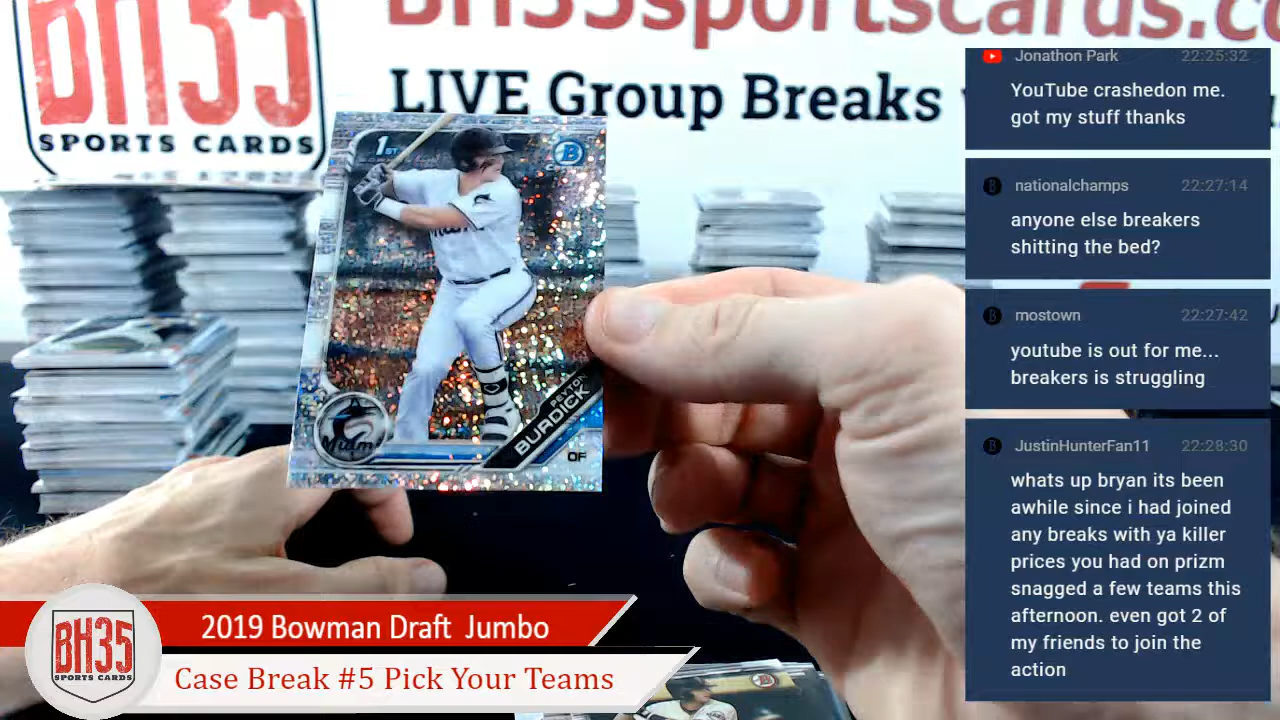 BH35sportscards.co
LIVE Group Breaks
BH35
SPORTS CARDS
1ST
B
Miami
PEYTON
BURDICK
OF
Jonathon Park 22:25:32
YouTube crashedon me.
got my stuff thanks
nationalchamps 22:27:14
anyone else breakers
shitting the bed?
mostown 22:27:42
youtube is out for me...
breakers is struggling
JustinHunterFan11 22:28:30
whats up bryan its been
awhile since i had joined
any breaks with ya killer
prices you had on prizm
snagged a few teams this
afternoon. even got 2 of
my friends to join the
action
BH35
SPORTS CARDS
2019 Bowman Draft Jumbo
Case Break #5 Pick Your Teams